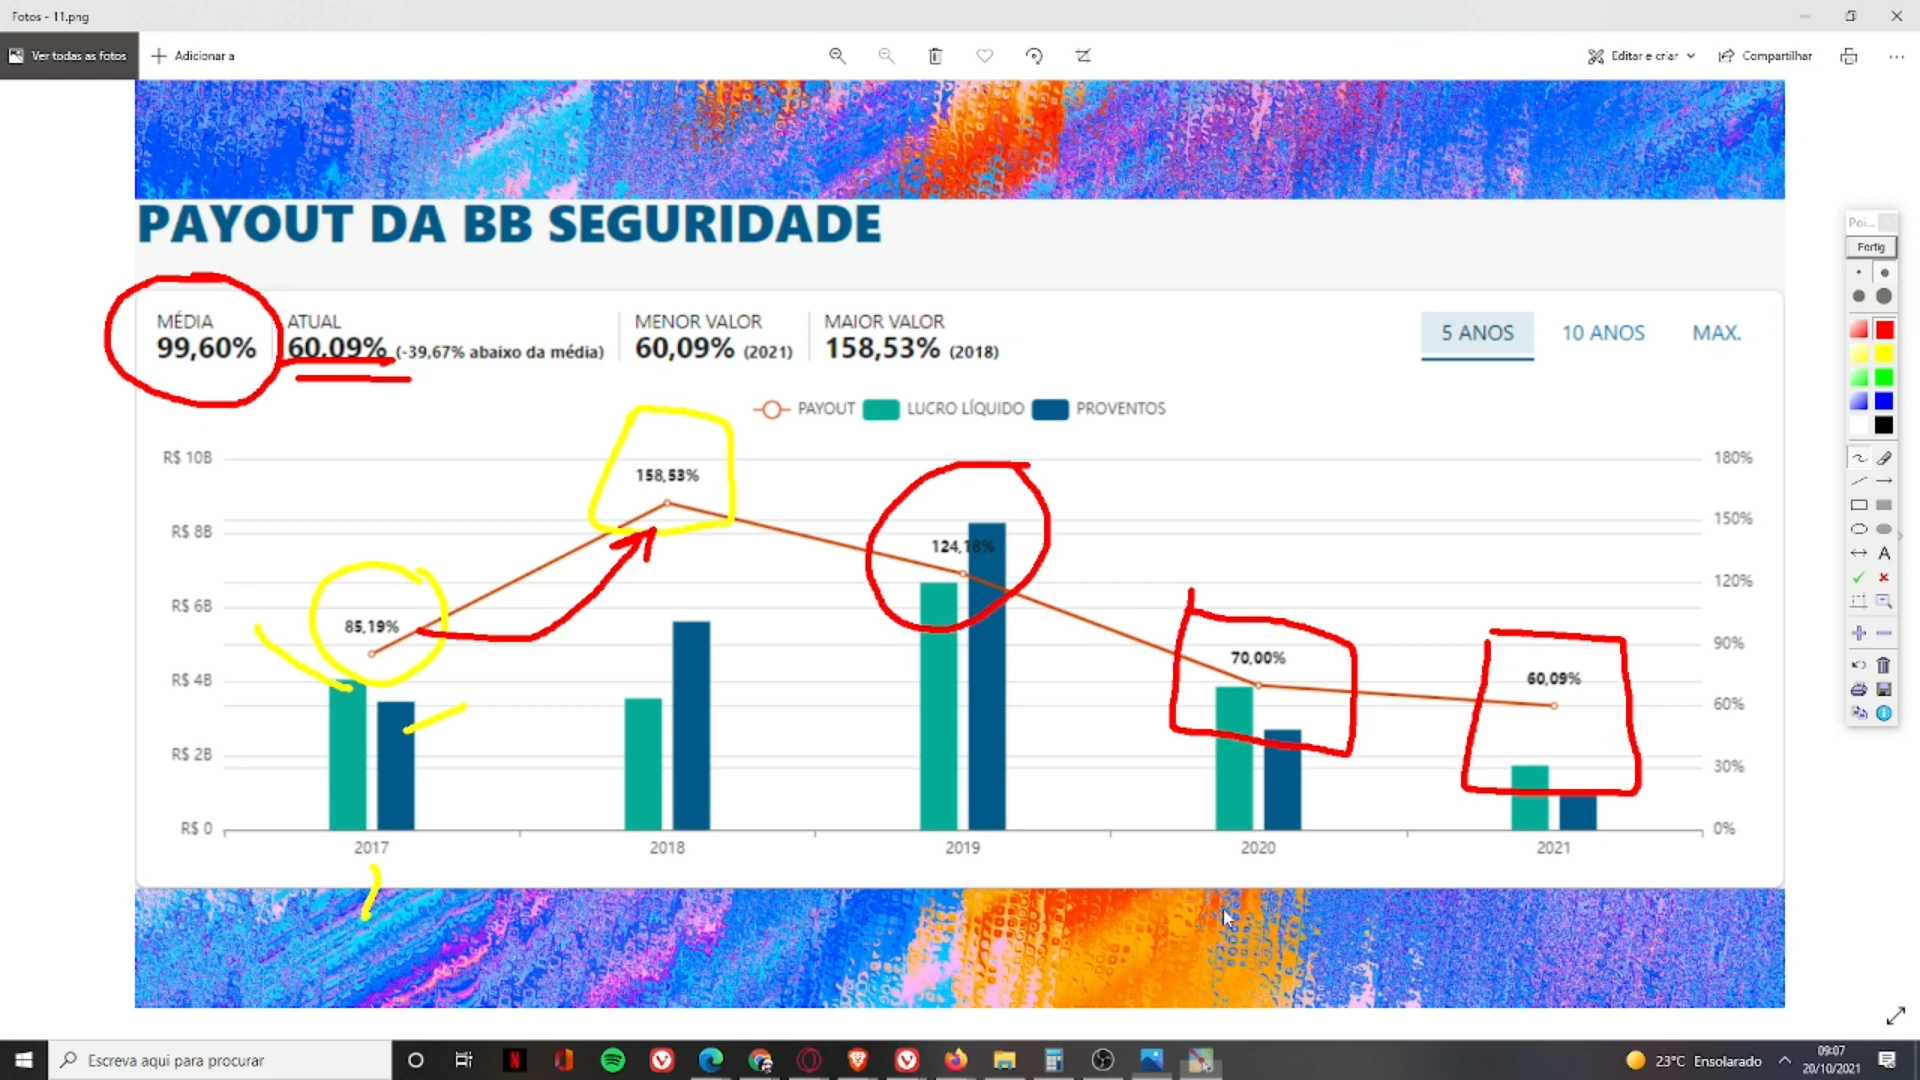 Fotos - 11.png
Ver todas as fotos
Adicionar a
Editar e criar
Compartilhar
PAYOUT DA BB SEGURIDADE
MÉDIA
99,60%
ATUAL
60,09% (-39,67% abaixo da média)
MENOR VALOR
60,09% (2021)
MAIOR VALOR
158,53% (2018)
5 ANOS
10 ANOS
MAX.
PAYOUT
LUCRO LÍQUIDO
PROVENTOS
R$ 10B
R$ 8B
R$ 6B
R$ 4B
R$ 2B
R$ 0
180%
150%
120%
90%
60%
30%
0%
85,19%
158,53%
124,18%
70,00%
60,09%
2017
2018
2019
2020
2021
Poi...
Fertig
A
Escreva aqui para procurar
23°C Ensolarado
09:07
20/10/2021